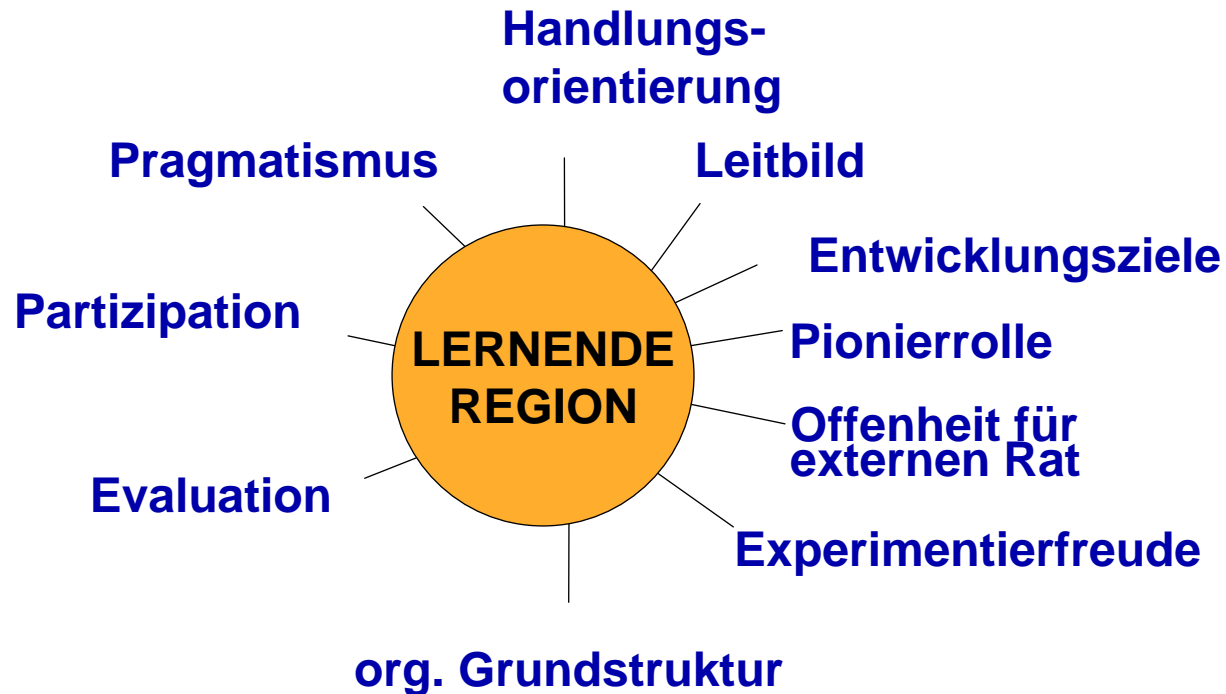 Handlungs-
orientierung
Pragmatismus
Leitbild
Entwicklungsziele
Partizipation
Pionierrolle
LERNENDE
REGION
Offenheit für
externen Rat
Evaluation
Experimentierfreude
org. Grundstruktur